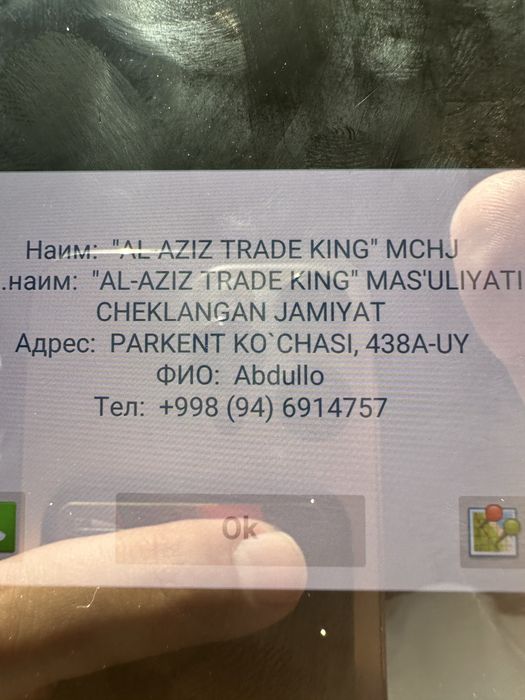 Наим: "AL-AZIZ TRADE KING" MCHJ
.наим: "AL-AZIZ TRADE KING" MAS'ULIYATI
CHEKLANGAN JAMIYAT
Адрес: PARKENT KO`CHASI, 438A-UY
ФИО: Abdullo
Тел: +998 (94) 6914757
Ok